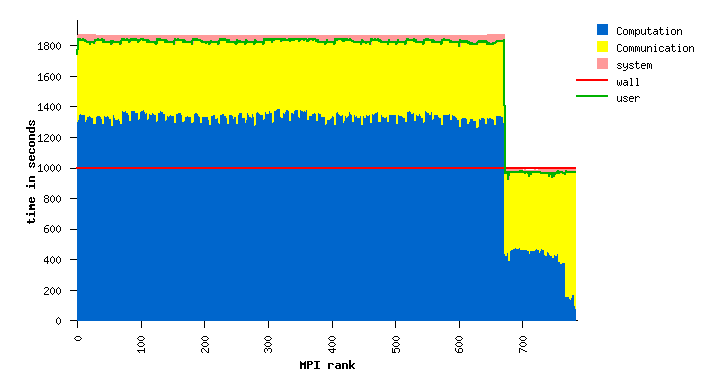 Computation
Communication
system
wall
user
time in seconds
1800
1600
1400
1200
1000
800
600
400
200
0
0
100
200
300
400
500
600
700
MPI rank